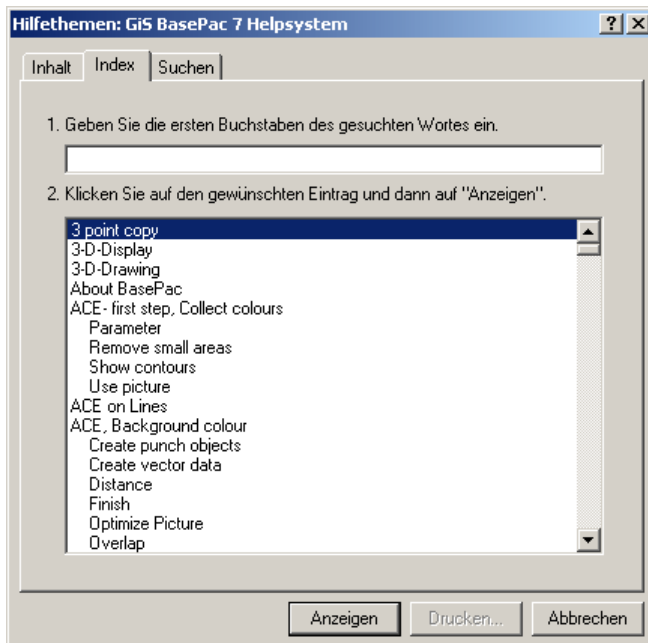 Hilfethemen: GiS BasePac 7 Helpsystem
Inhalt Index Suchen
1. Geben Sie die ersten Buchstaben des gesuchten Wortes ein.
2. Klicken Sie auf den gewünschten Eintrag und dann auf "Anzeigen".
3 point copy
3-D-Display
3-D-Drawing
About BasePac
ACE- first step, Collect colours
Parameter
Remove small areas
Show contours
Use picture
ACE on Lines
ACE, Background colour
Create punch objects
Create vector data
Distance
Finish
Optimize Picture
Overlap
Anzeigen Drucken... Abbrechen